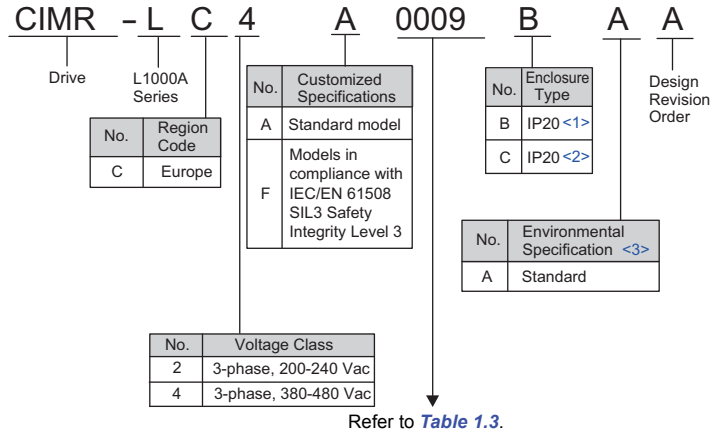 CIMR - L C 4 A 0009 B A A
Drive
L1000A
Series
No. Region
Code
C Europe
No. Customized
Specifications
A Standard model
F Models in
compliance with
IEC/EN 61508
SIL3 Safety
Integrity Level 3
No. Enclosure
Type
B IP20 <1>
C IP20 <2>
Design
Revision
Order
No. Environmental
Specification <3>
A Standard
No. Voltage Class
2 3-phase, 200-240 Vac
4 3-phase, 380-480 Vac
Refer to Table 1.3.